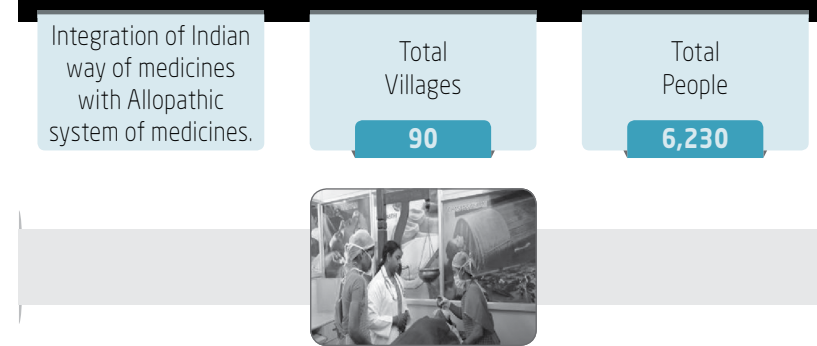 Integration of Indian
way of medicines
with Allopathic
system of medicines.
Total
Villages
90
Total
People
6,230